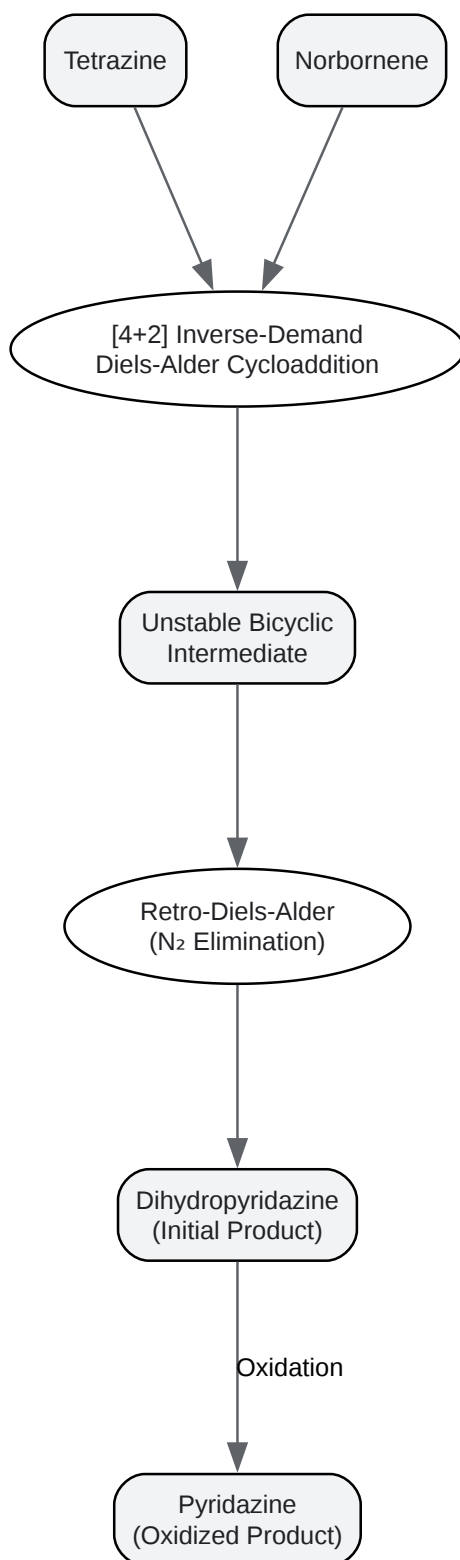 Tetrazine
Norbornene
[4+2] Inverse-Demand
Diels-Alder Cycloaddition
Unstable Bicyclic
Intermediate
Retro-Diels-Alder
(N₂ Elimination)
Dihydropyridazine
(Initial Product)
Oxidation
Pyridazine
(Oxidized Product)